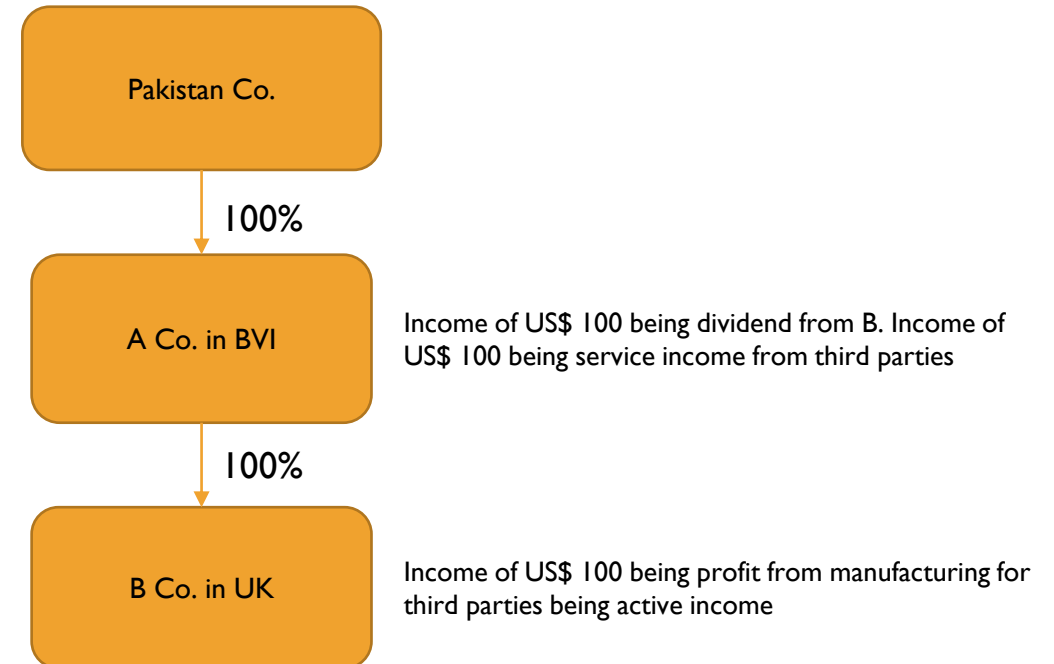 Pakistan Co.
100%
A Co. in BVI
Income of US$ 100 being dividend from B. Income of
US$ 100 being service income from third parties
100%
B Co. in UK
Income of US$ 100 being profit from manufacturing for
third parties being active income